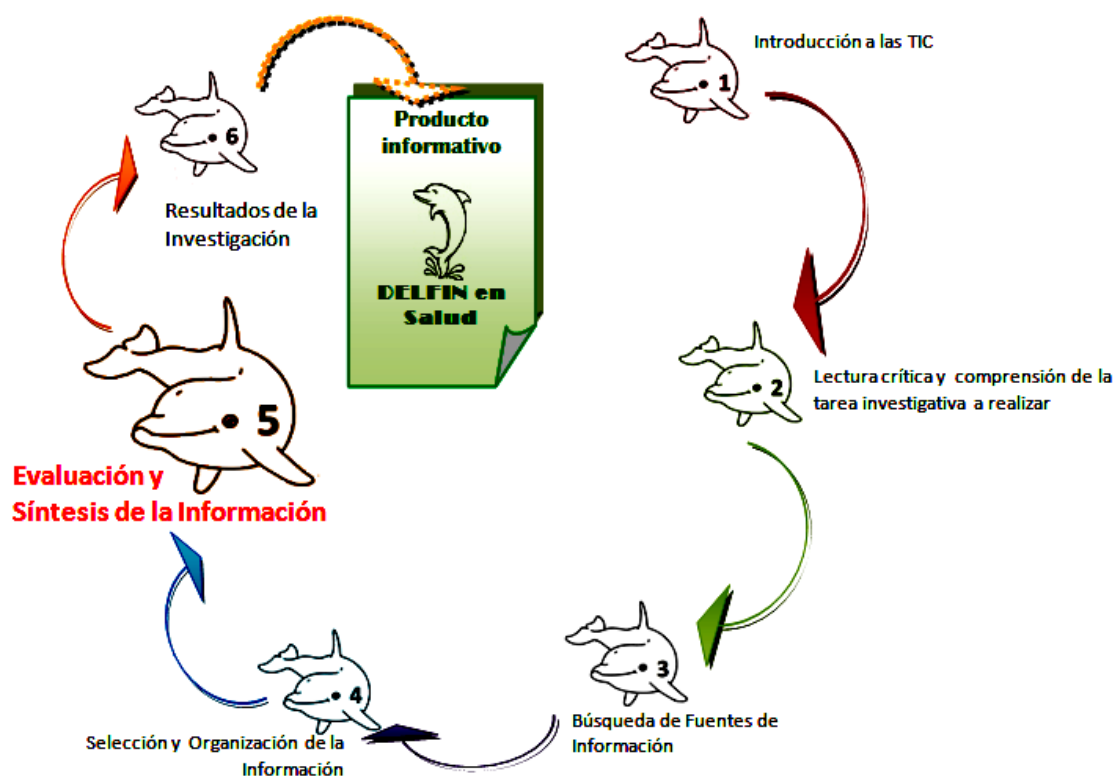 1
Introducción a las TIC
2
Lectura crítica y comprensión de la
tarea investigativa a realizar
3
Búsqueda de Fuentes de
Información
4
Selección y Organización de la
Información
5
Evaluación y
Síntesis de la Información
6
Resultados de la
Investigación
Producto
informativo
DELFIN en
Salud